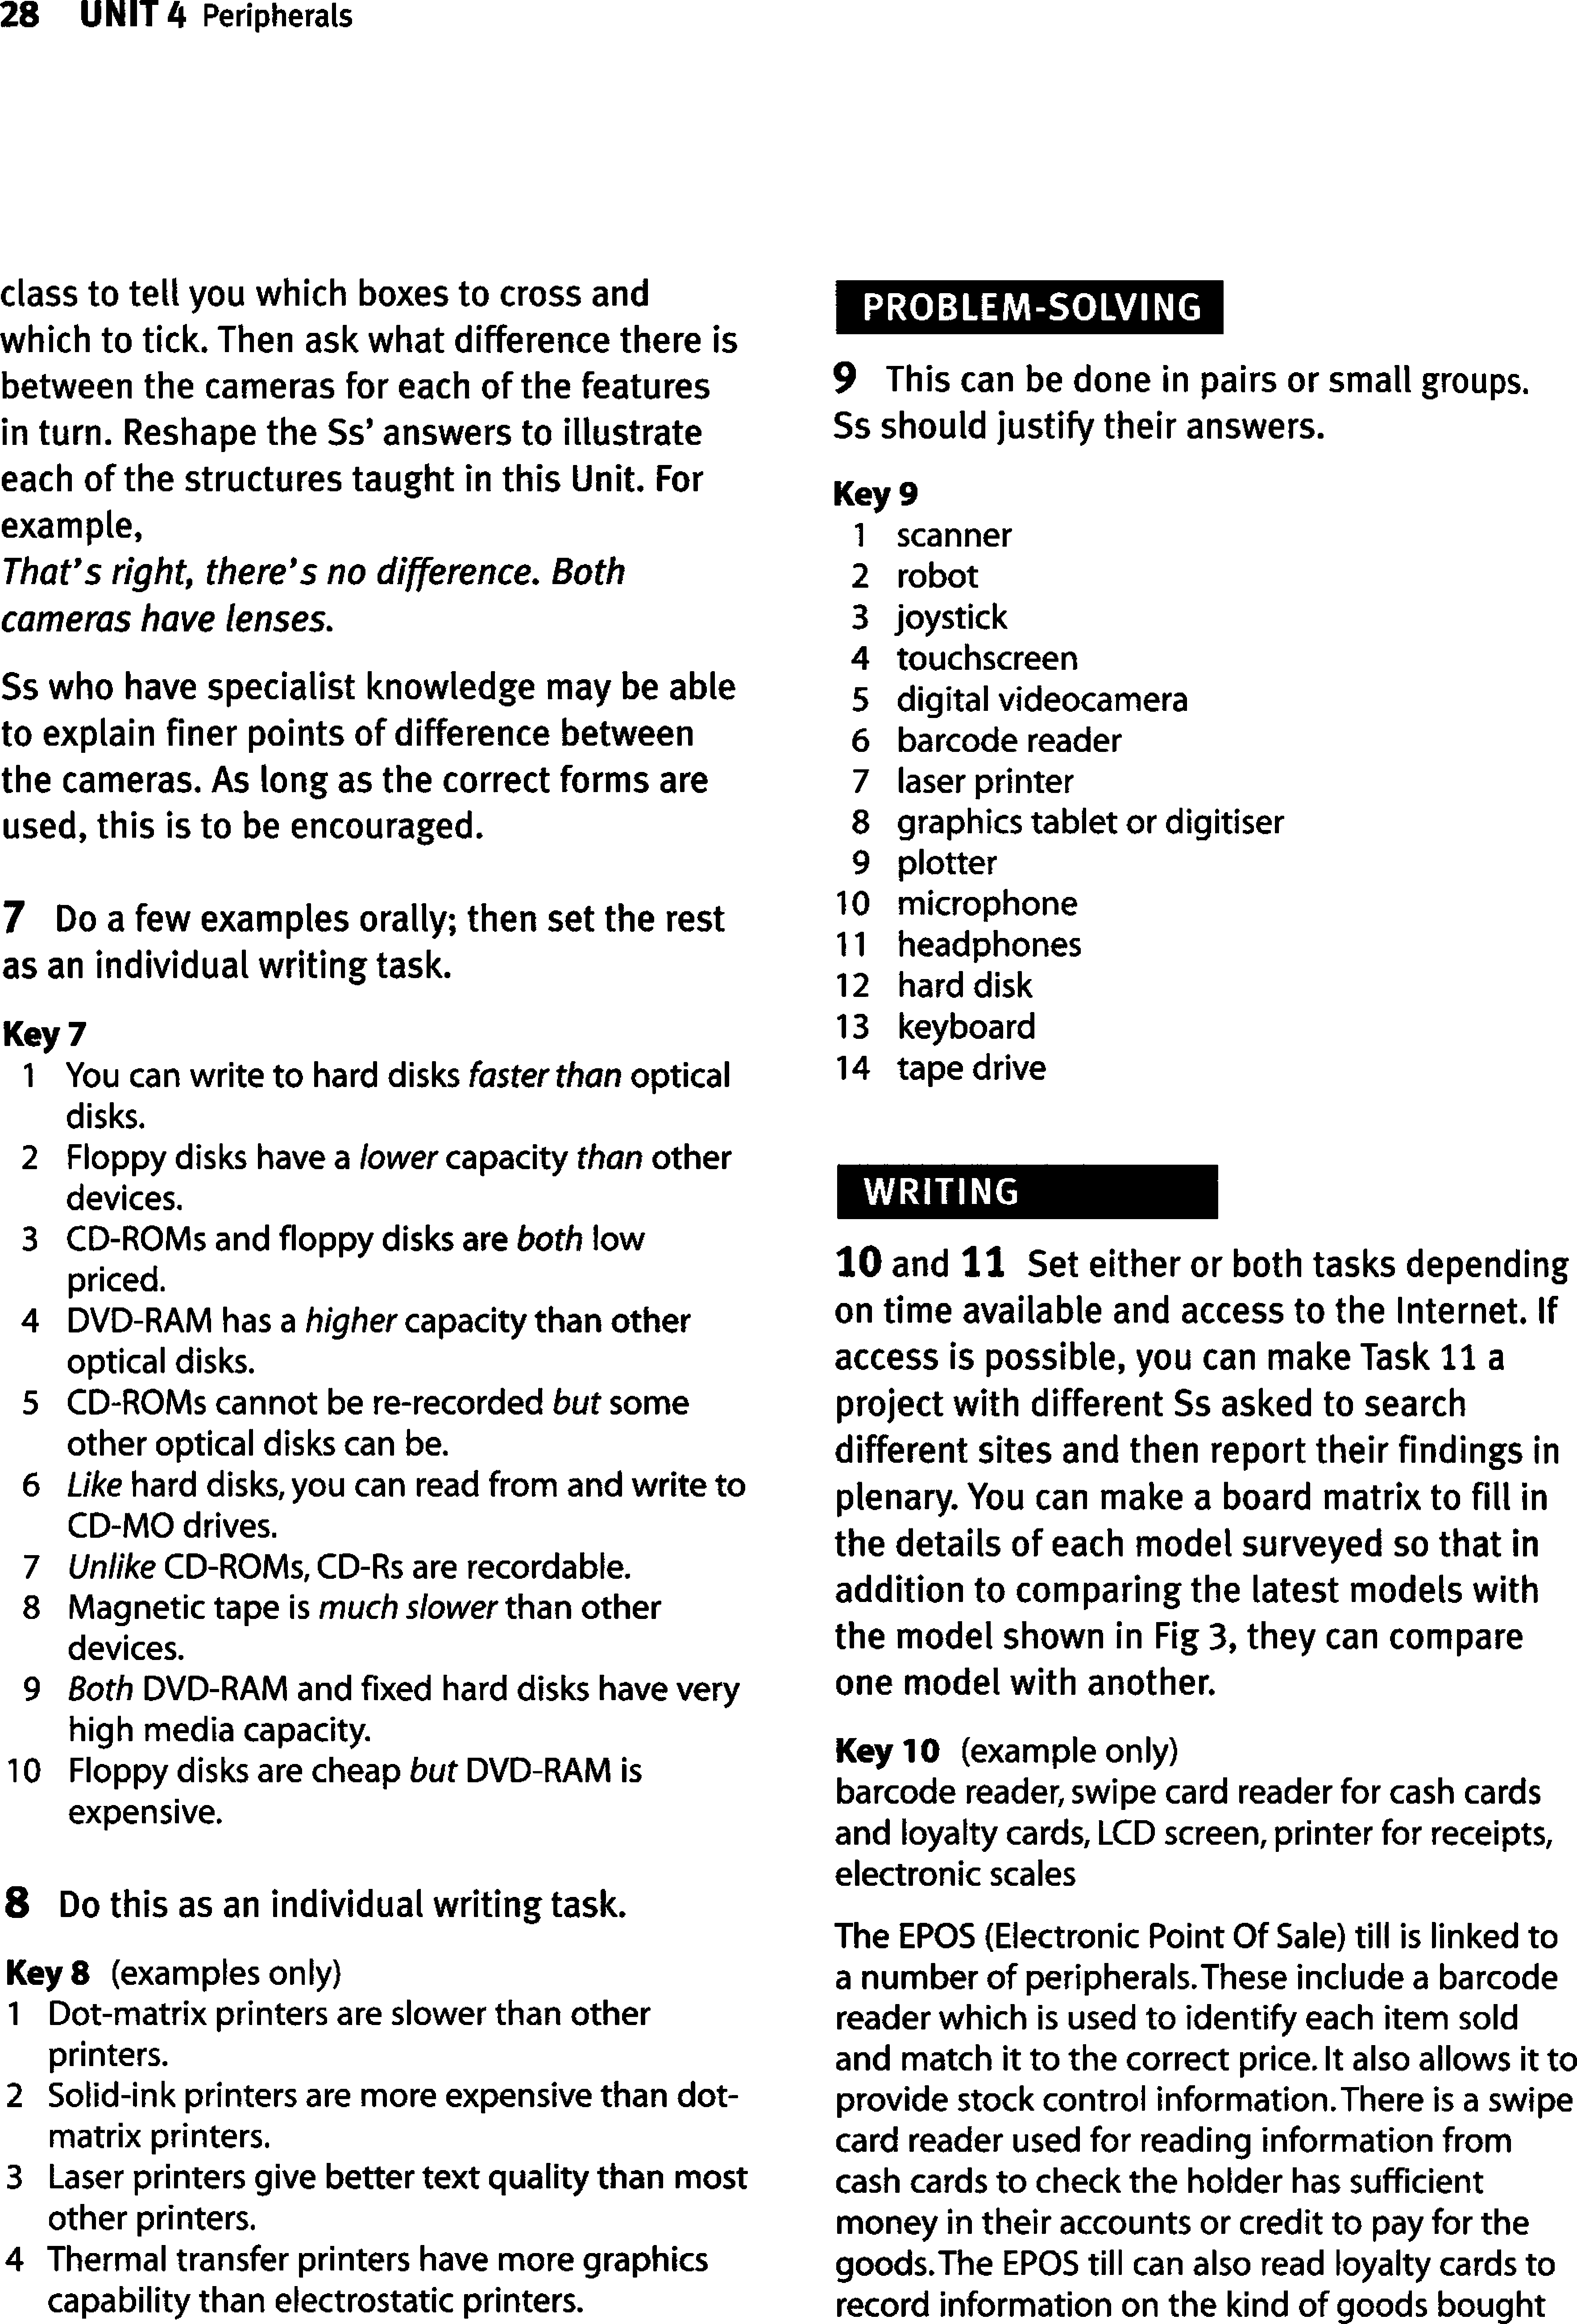 28 UNIT 4 Peripherals
class to tell you which boxes to cross and
which to tick. Then ask what difference there is
between the cameras for each of the features
in turn. Reshape the Ss' answers to illustrate
each of the structures taught in this Unit. For
example,
That's right, there's no difference. Both
cameras have lenses.
Ss who have specialist knowledge may be able
to explain finer points of difference between
the cameras. As long as the correct forms are
used, this is to be encouraged.
7 Do a few examples orally; then set the rest
as an individual writing task.
Key 7
1 You can write to hard disks faster than optical
disks.
2 Floppy disks have a lower capacity than other
devices.
3 CD-ROMs and floppy disks are both low
priced.
4 DVD-RAM has a higher capacity than other
optical disks.
5 CD-ROMs cannot be re-recorded but some
other optical disks can be.
6 Like hard disks, you can read from and write to
CD-MO drives.
7 Unlike CD-ROMs, CD-Rs are recordable.
8 Magnetic tape is much slower than other
devices.
9 Both DVD-RAM and fixed hard disks have very
high media capacity.
10 Floppy disks are cheap but DVD-RAM is
expensive.
8 Do this as an individual writing task.
Key 8 (examples only)
1 Dot-matrix printers are slower than other
printers.
2 Solid-ink printers are more expensive than dot-
matrix printers.
3 Laser printers give better text quality than most
other printers.
4 Thermal transfer printers have more graphics
capability than electrostatic printers.
PROBLEM-SOLVING
9 This can be done in pairs or small groups.
Ss should justify their answers.
Key 9
1 scanner
2 robot
3 joystick
4 touchscreen
5 digital videocamera
6 barcode reader
7 laser printer
8 graphics tablet or digitiser
9 plotter
10 microphone
11 headphones
12 hard disk
13 keyboard
14 tape drive
WRITING
10 and 11 Set either or both tasks depending
on time available and access to the Internet. If
access is possible, you can make Task 11 a
project with different Ss asked to search
different sites and then report their findings in
plenary. You can make a board matrix to fill in
the details of each model surveyed so that in
addition to comparing the latest models with
the model shown in Fig 3, they can compare
one model with another.
Key 10 (example only)
barcode reader, swipe card reader for cash cards
and loyalty cards, LCD screen, printer for receipts,
electronic scales
The EPOS (Electronic Point Of Sale) till is linked to
a number of peripherals. These include a barcode
reader which is used to identify each item sold
and match it to the correct price. It also allows it to
provide stock control information. There is a swipe
card reader used for reading information from
cash cards to check the holder has sufficient
money in their accounts or credit to pay for the
goods. The EPOS till can also read loyalty cards to
record information on the kind of goods bought